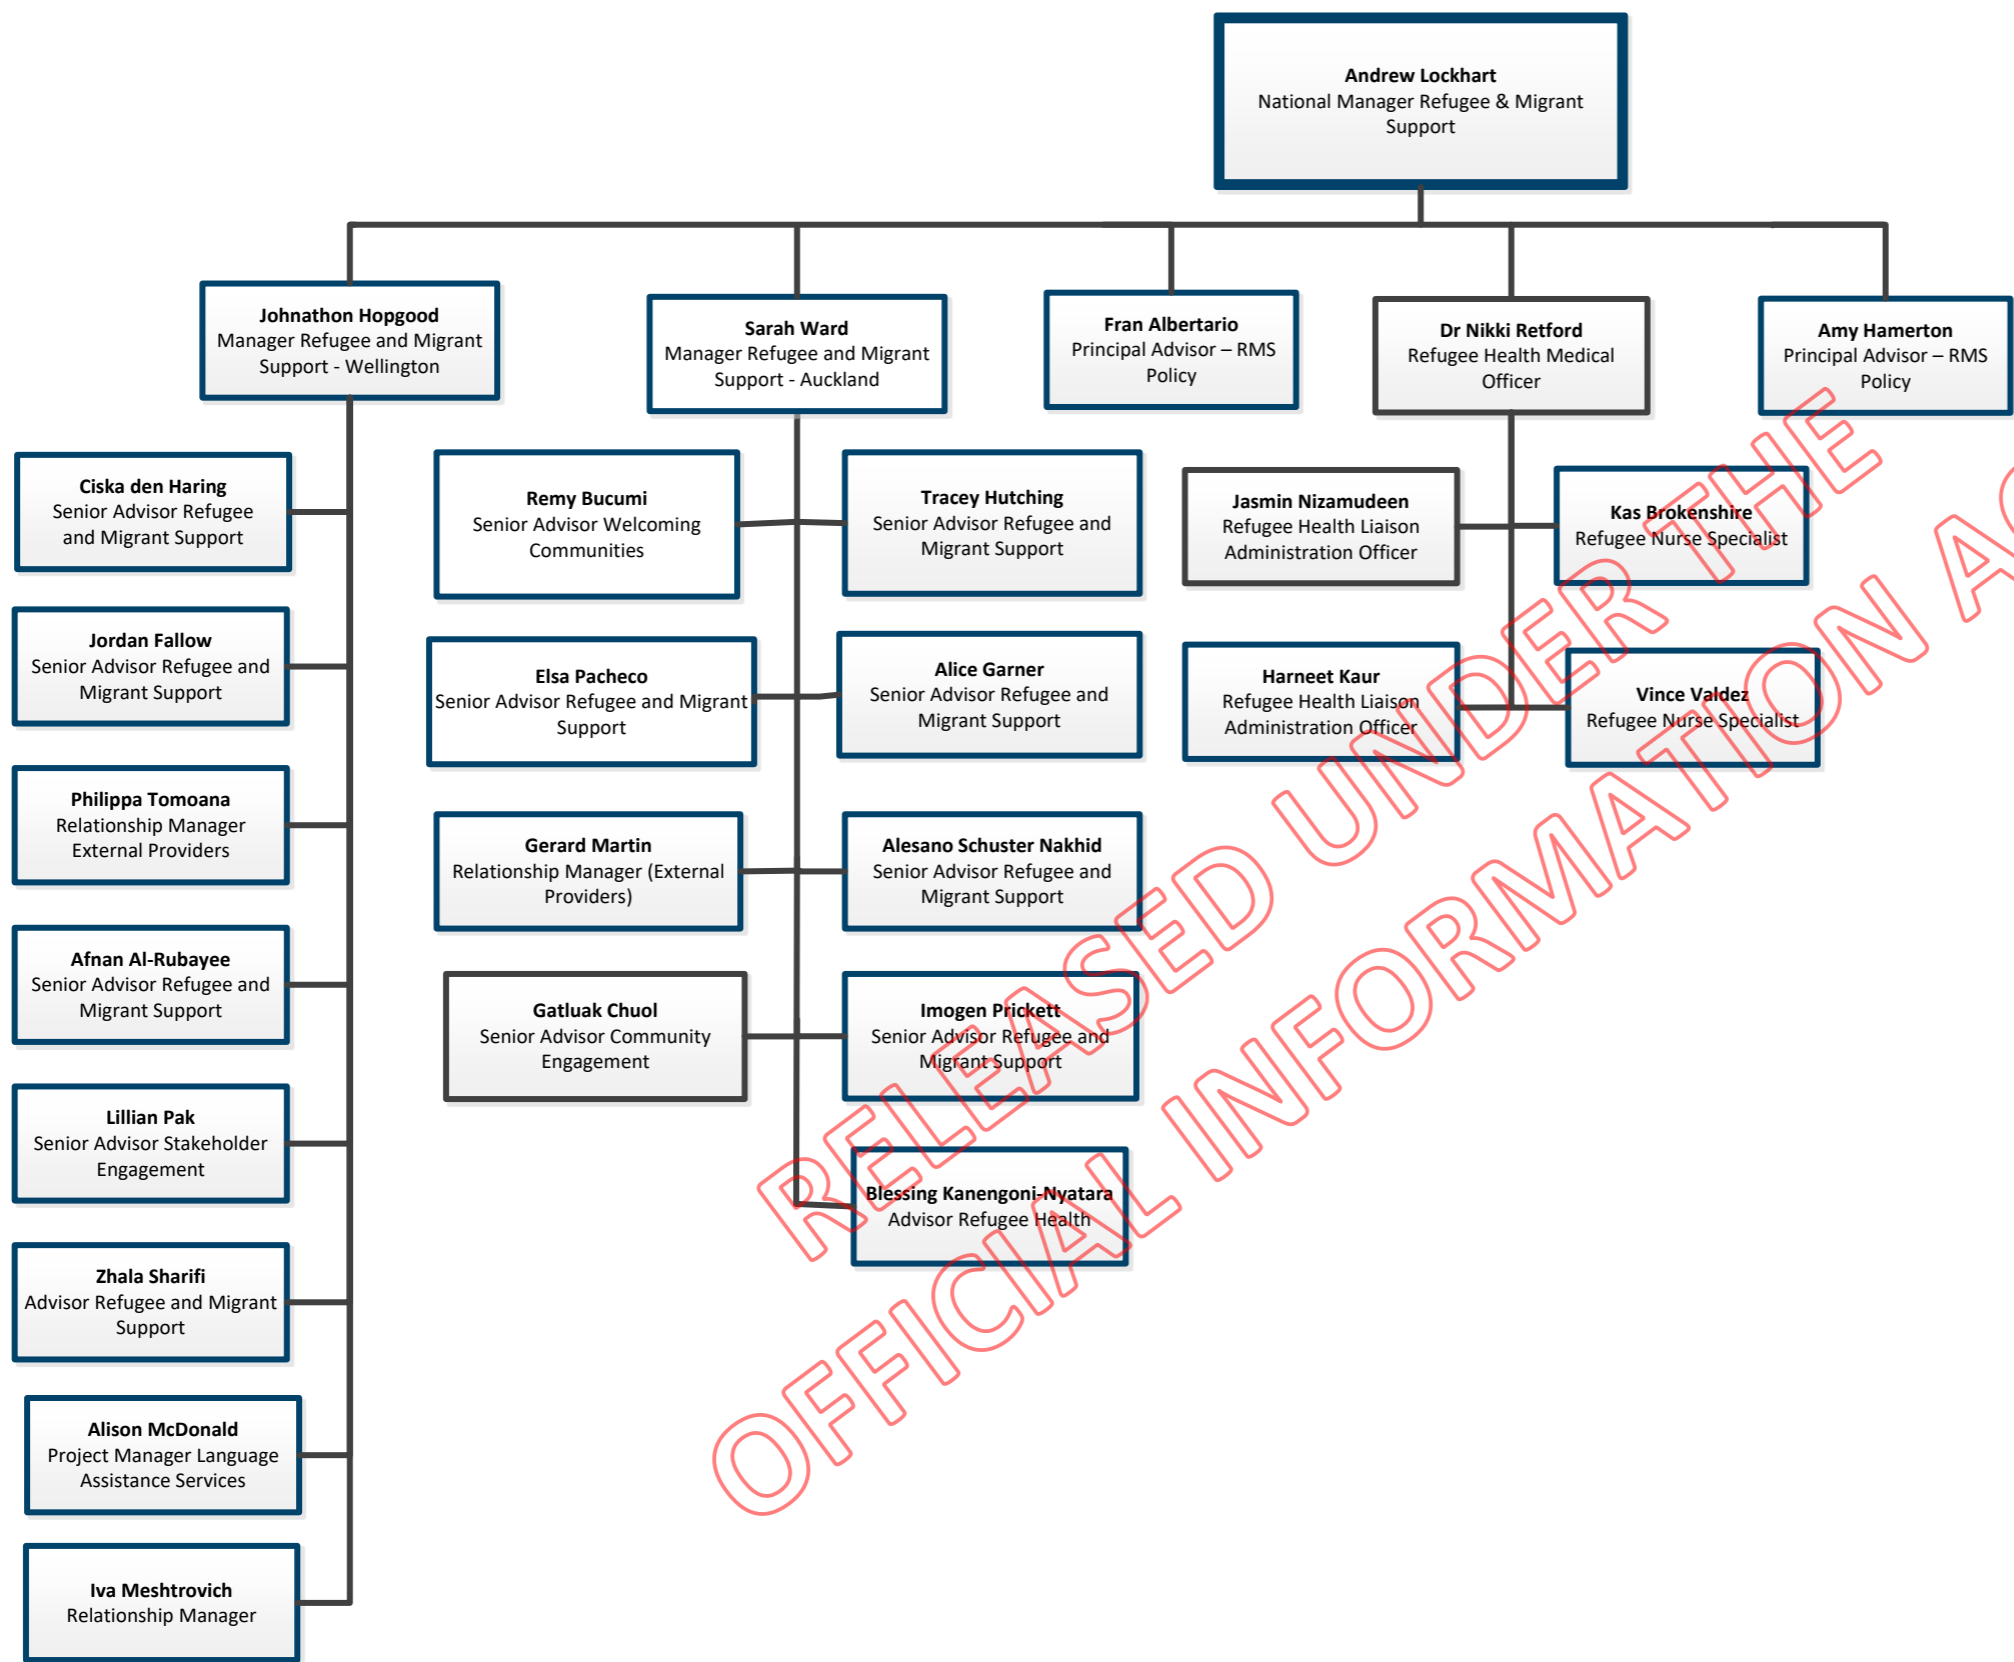 Andrew Lockhart
National Manager Refugee & Migrant
Support
Johnathon Hopgood
Manager Refugee and Migrant
Support - Wellington
Sarah Ward
Manager Refugee and Migrant
Support - Auckland
Fran Albertario
Principal Advisor – RMS
Policy
Dr Nikki Retford
Refugee Health Medical
Officer
Amy Hamerton
Principal Advisor – RMS
Policy
Ciska den Haring
Senior Advisor Refugee
and Migrant Support
Jordan Fallow
Senior Advisor Refugee and
Migrant Support
Philippa Tomoana
Relationship Manager
External Providers
Afnan Al-Rubayee
Senior Advisor Refugee and
Migrant Support
Lillian Pak
Senior Advisor Stakeholder
Engagement
Zhala Sharifi
Advisor Refugee and Migrant
Support
Alison McDonald
Project Manager Language
Assistance Services
Iva Meshtrovich
Relationship Manager
Remy Bucumi
Senior Advisor Welcoming
Communities
Tracey Hutching
Senior Advisor Refugee and
Migrant Support
Elsa Pacheco
Senior Advisor Refugee and Migrant
Support
Alice Garner
Senior Advisor Refugee and
Migrant Support
Gerard Martin
Relationship Manager (External
Providers)
Alesano Schuster Nakhid
Senior Advisor Refugee and
Migrant Support
Gatluak Chuol
Senior Advisor Community
Engagement
Imogen Prickett
Senior Advisor Refugee and
Migrant Support
Blessing Kanengoni-Nyatara
Advisor Refugee Health
Jasmin Nizamudeen
Refugee Health Liaison
Administration Officer
Kas Brokenshire
Refugee Nurse Specialist
Harneet Kaur
Refugee Health Liaison
Administration Officer
Vince Valdez
Refugee Nurse Specialist
RELEASED UNDER THE
OFFICIAL INFORMATION AC